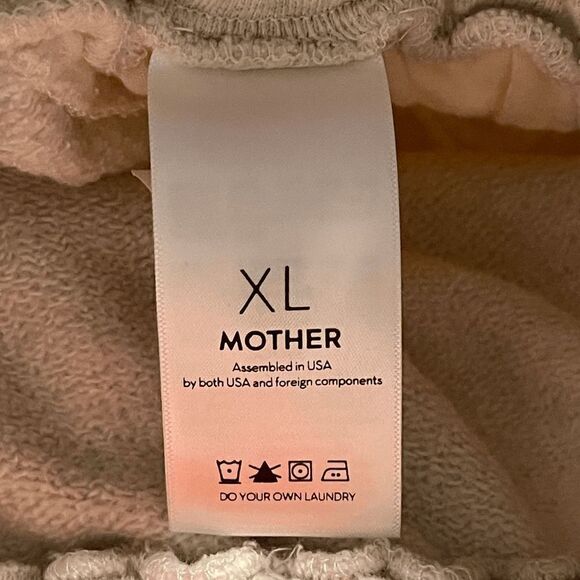 XL
MOTHER
Assembled in USA
by both USA and foreign components
DO YOUR OWN LAUNDRY